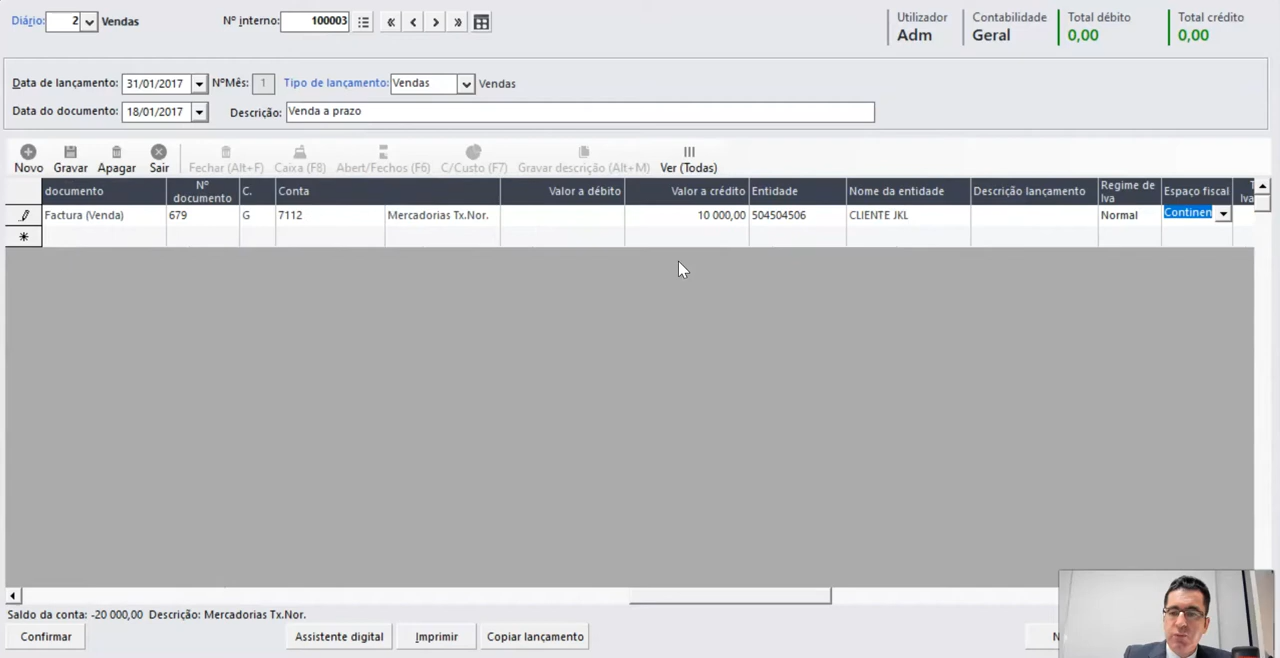 Diário: 2 Vendas Nº interno: 100003 Utilizador Contabilidade Total débito Total crédito
Adm Geral 0,00 0,00
Data de lançamento: 31/01/2017 NºMês: 1 Tipo de lançamento: Vendas Vendas
Data do documento: 18/01/2017 Descrição: Venda a prazo
Novo Gravar Apagar Sair Fechar (Alt+F) Caixa (F8) Abert/Fechos (F6) C/Custo (F7) Gravar descrição (Alt+M) Ver (Todas)
documento Nº documento C. Conta Valor a débito Valor a crédito Entidade Nome da entidade Descrição lançamento Regime de Iva Espaço fiscal
Factura (Venda) 679 G 7112 Mercadorias Tx.Nor. 10 000,00 504504506 CLIENTE JKL Normal Continen
Saldo da conta: -20 000,00 Descrição: Mercadorias Tx.Nor.
Confirmar Assistente digital Imprimir Copiar lançamento